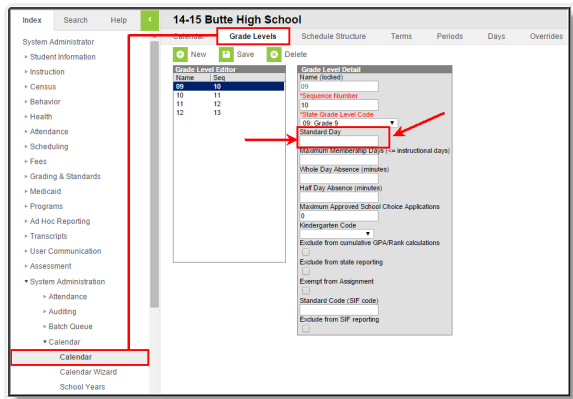 Index Search Help
14-15 Butte High School
Calendar Grade Levels Schedule Structure Terms Periods Days Overrides
New Save Delete
System Administrator
Student Information
Instruction
Census
Behavior
Health
Attendance
Scheduling
Fees
Grading & Standards
Medicaid
Programs
Ad Hoc Reporting
Transcripts
User Communication
Assessment
System Administration
Attendance
Auditing
Batch Queue
Calendar
Calendar
Calendar Wizard
School Years
Grade Level Editor
Name Seq
09 10
10 11
11 12
12 13
Grade Level Detail
Name (locked)
09
*Sequence Number
10
*State Grade Level Code
09: Grade 9
Standard Day
Maximum Membership Days (<= instructional days)
Whole Day Absence (minutes)
Half Day Absence (minutes)
Maximum Approved School Choice Applications
0
Kindergarten Code
Exclude from cumulative GPA/Rank calculations
Exclude from state reporting
Exempt from Assignment
Standard Code (SIF code)
Exclude from SIF reporting